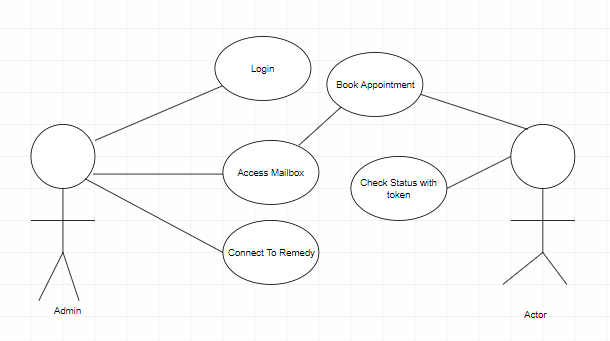 Login
Book Appointment
Access Mailbox
Check Status with
token
Connect To Remedy
Admin
Actor